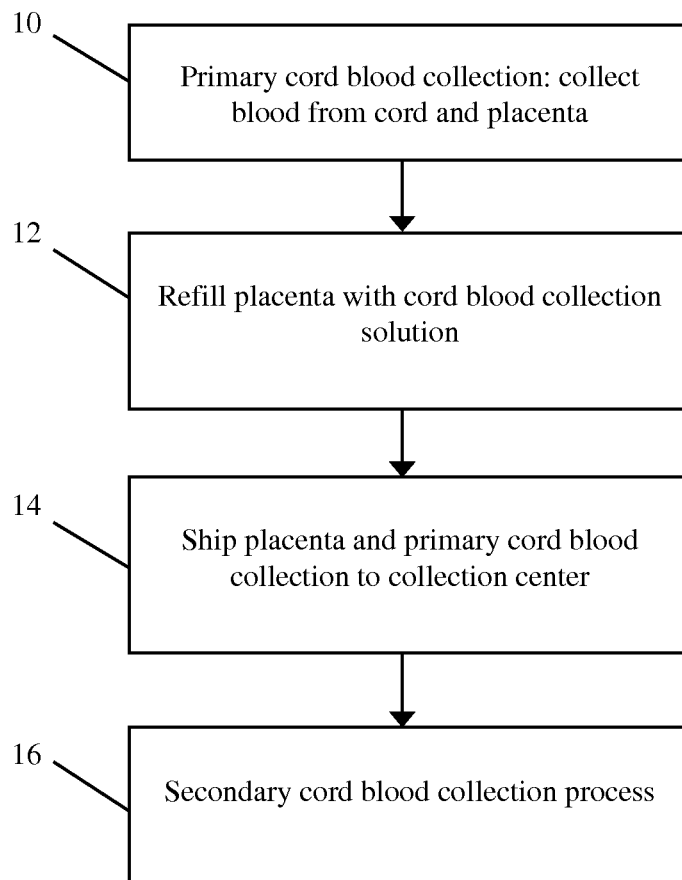 10
Primary cord blood collection: collect
blood from cord and placenta
12
Refill placenta with cord blood collection
solution
14
Ship placenta and primary cord blood
collection to collection center
16
Secondary cord blood collection process